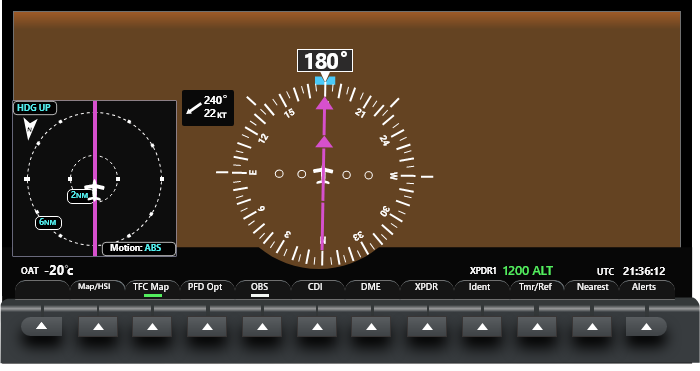 180°
HDG UP
N
240°
22KT
15
21
12
24
E
W
2NM
6
30
6NM
3
33
N
Motion: ABS
OAT -20°c
XPDR1 1200 ALT
UTC 21:36:12
Map/HSI TFC Map PFD Opt OBS CDI DME XPDR Ident Tmr/Ref Nearest Alerts